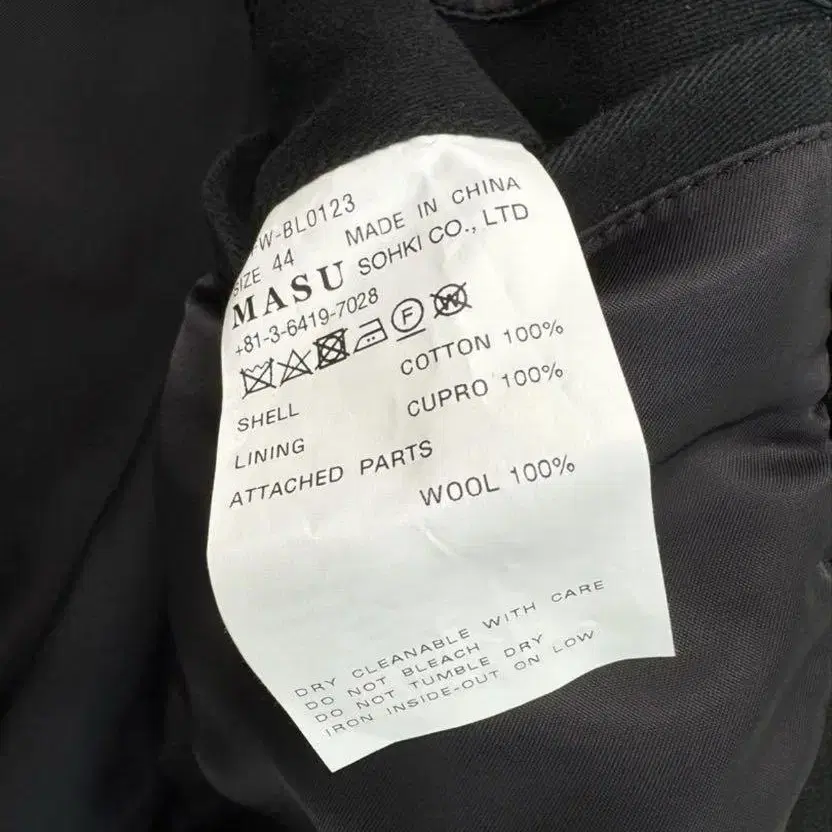 FW-BL0123
SIZE 44 MADE IN CHINA
MASU SOHKI CO., LTD
+81-3-6419-7028
F W
SHELL COTTON 100%
LINING CUPRO 100%
ATTACHED PARTS
WOOL 100%
DRY CLEANABLE WITH CARE
DO NOT BLEACH
DO NOT TUMBLE DRY
IRON INSIDE-OUT ON LOW